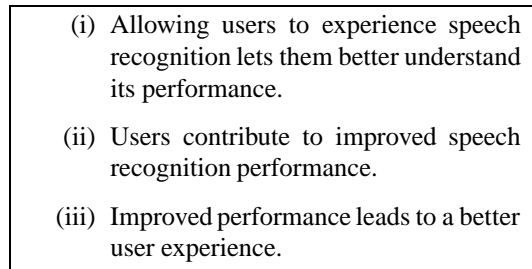 (i) Allowing users to experience speech
recognition lets them better understand
its performance.
(ii) Users contribute to improved speech
recognition performance.
(iii) Improved performance leads to a better
user experience.